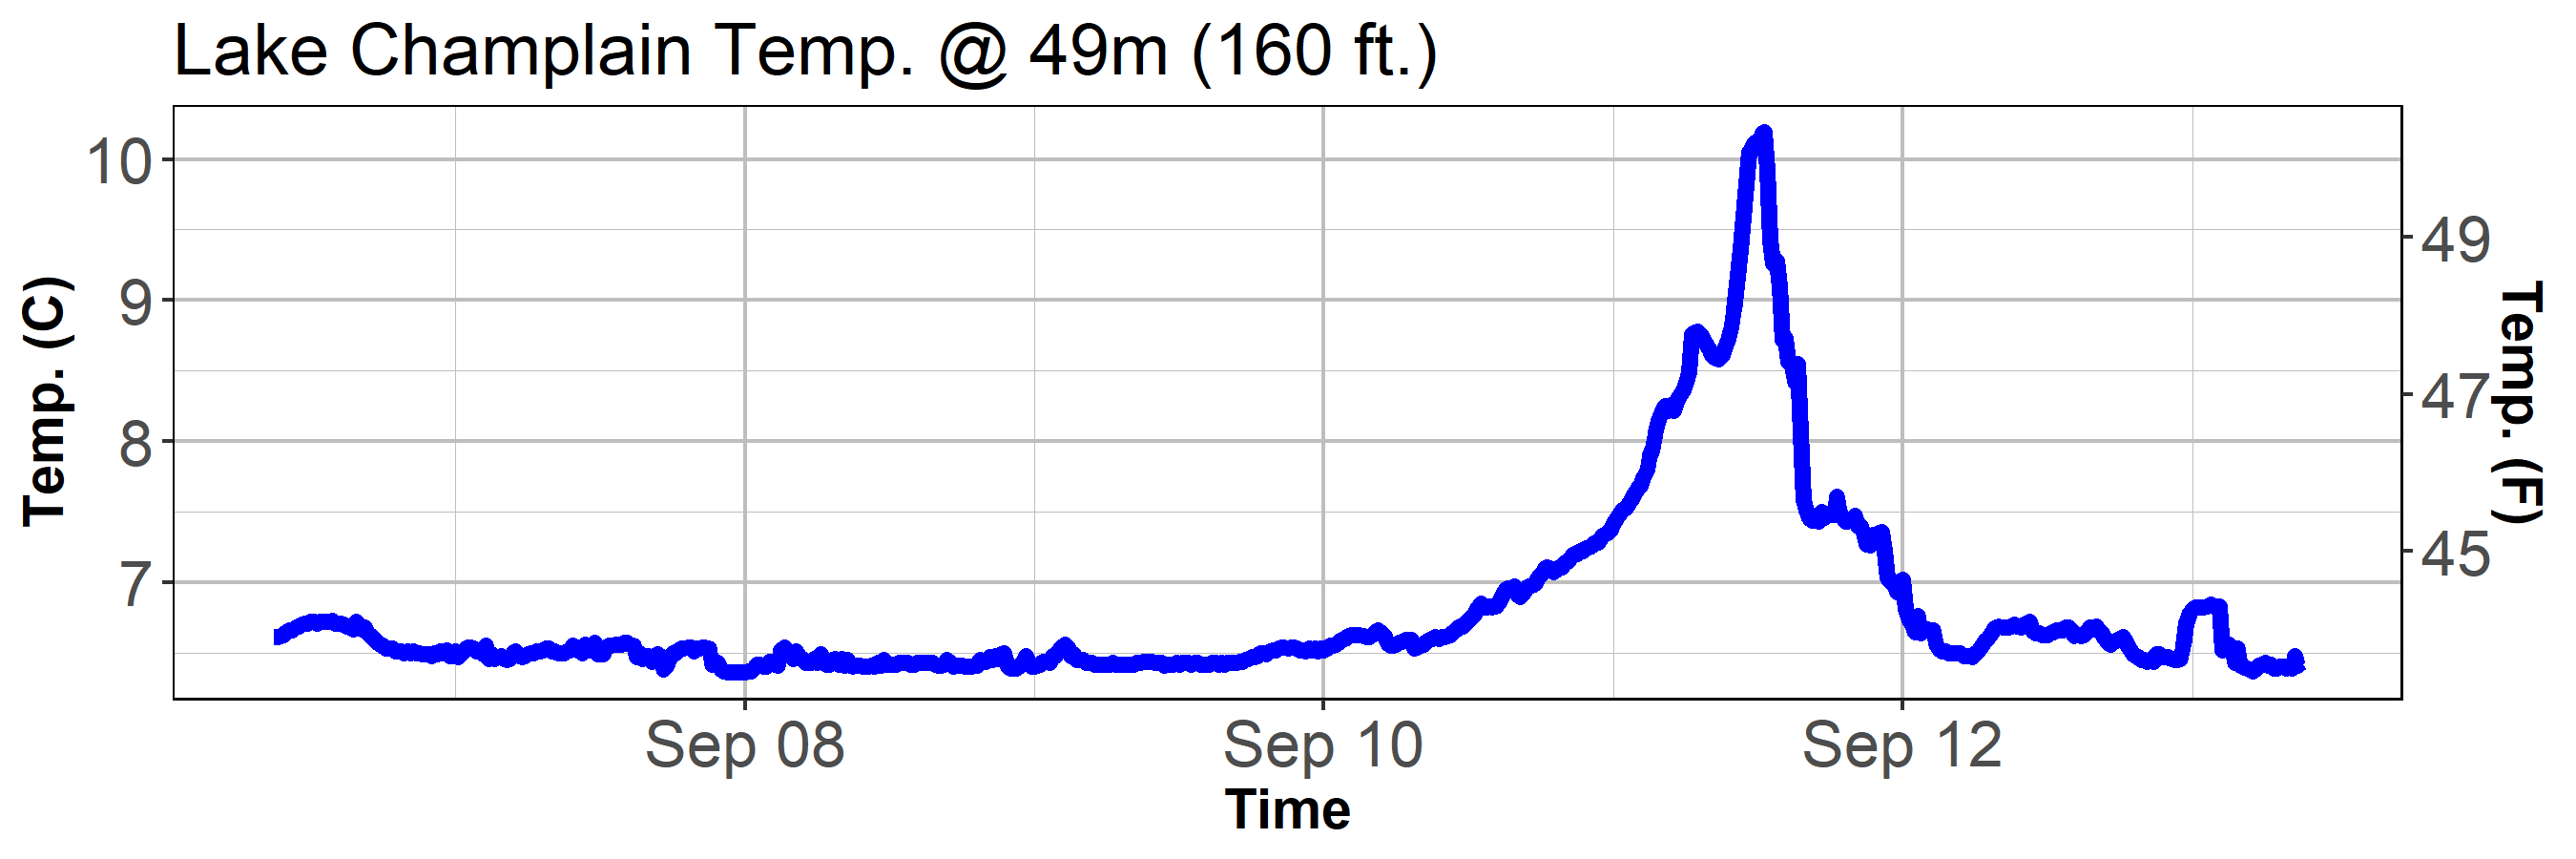 Lake Champlain Temp. @ 49m (160 ft.)
Temp. (C)
10
9
8
7
49
47
45
Temp. (F)
Sep 08 Sep 10 Sep 12
Time